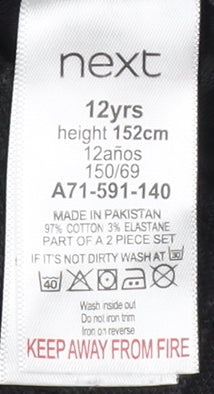 next
12yrs
height 152cm
12años
150/69
A71-591-140
MADE IN PAKISTAN
97% COTTON 3% ELASTANE
PART OF A 2 PIECE SET
IF IT'S NOT DIRTY WASH AT 30
40
Wash inside out
Do not iron trim
Iron on reverse
KEEP AWAY FROM FIRE